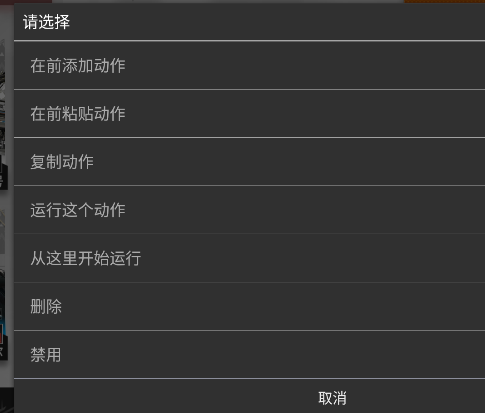 请选择
在前添加动作
在前粘贴动作
复制动作
运行这个动作
从这里开始运行
删除
禁用
取消